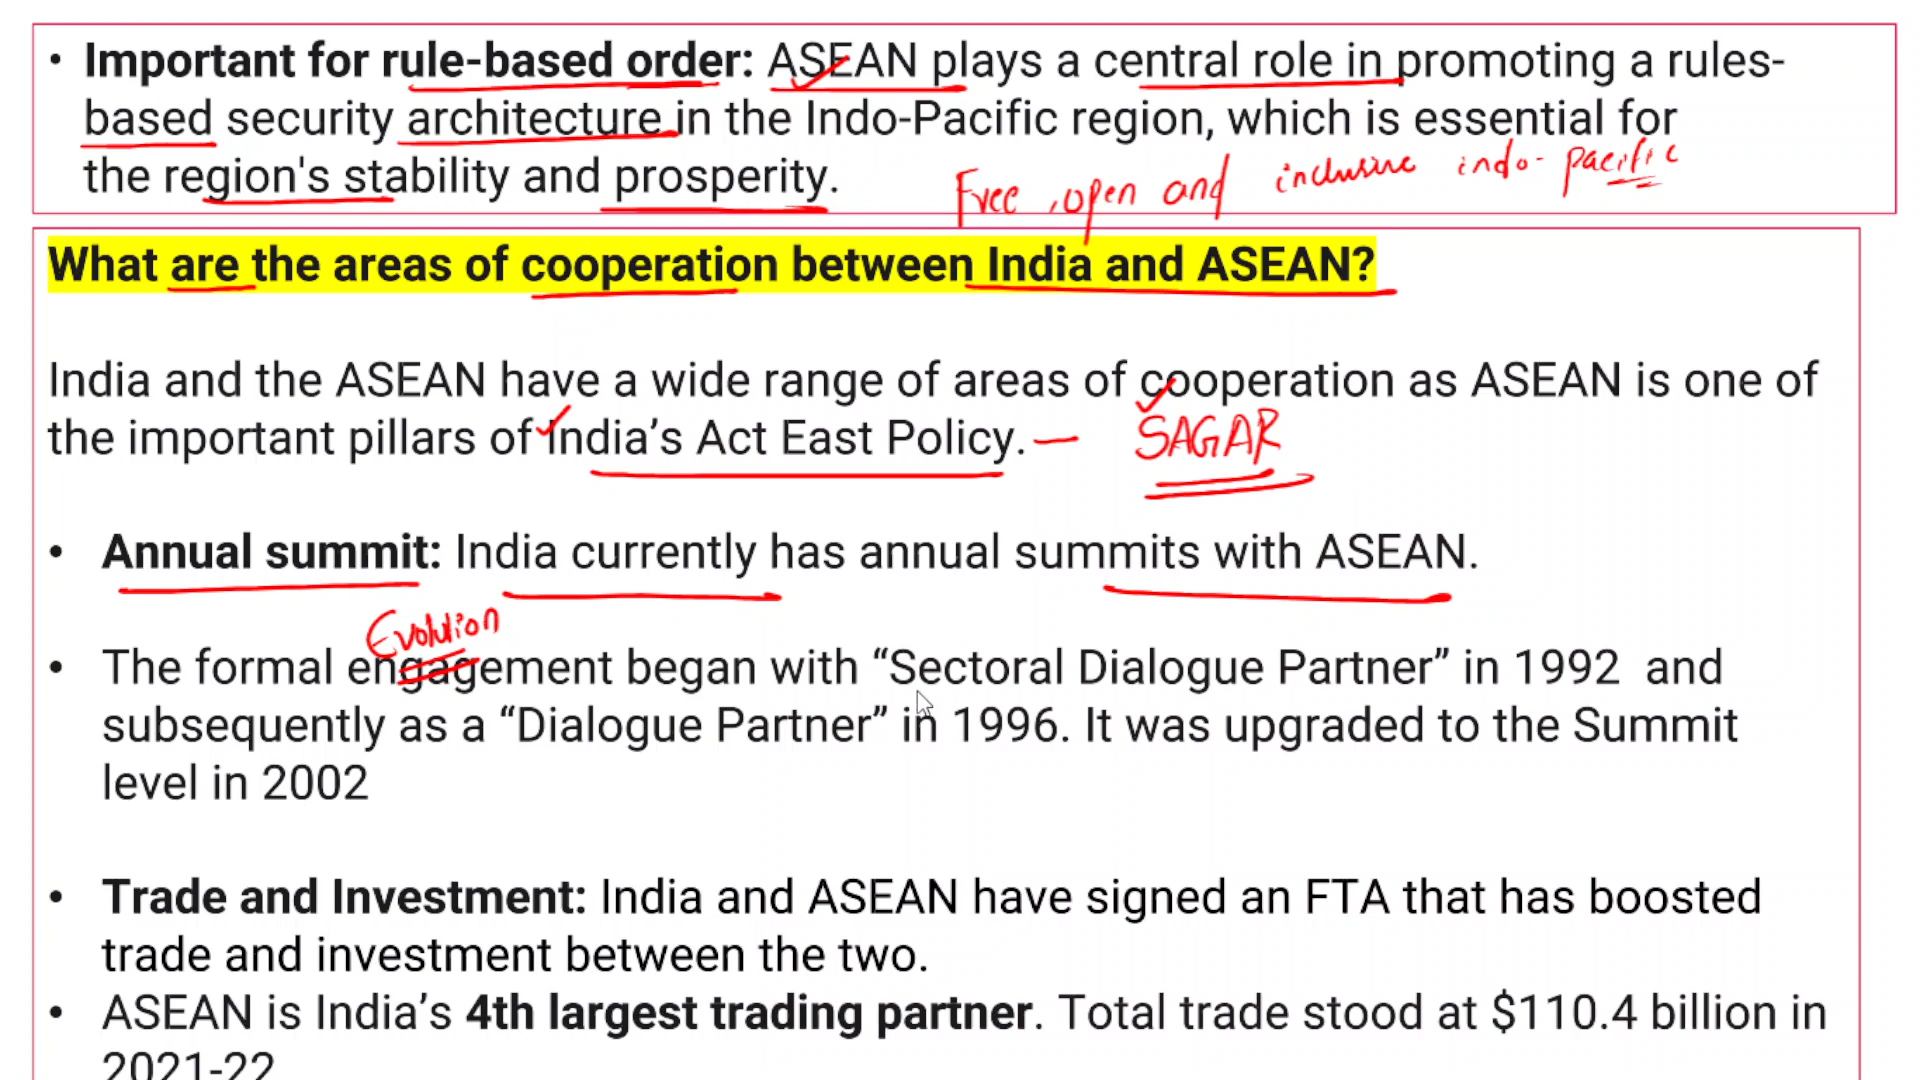 • Important for rule-based order: ASEAN plays a central role in promoting a rules-
based security architecture in the Indo-Pacific region, which is essential for
the region's stability and prosperity.
Free, open and inclusive indo-pacific
What are the areas of cooperation between India and ASEAN?
India and the ASEAN have a wide range of areas of cooperation as ASEAN is one of
the important pillars of India’s Act East Policy. — SAGAR
• Annual summit: India currently has annual summits with ASEAN.
Evolution
• The formal engagement began with “Sectoral Dialogue Partner” in 1992 and
subsequently as a “Dialogue Partner” in 1996. It was upgraded to the Summit
level in 2002
• Trade and Investment: India and ASEAN have signed an FTA that has boosted
trade and investment between the two.
• ASEAN is India’s 4th largest trading partner. Total trade stood at $110.4 billion in
2021-22